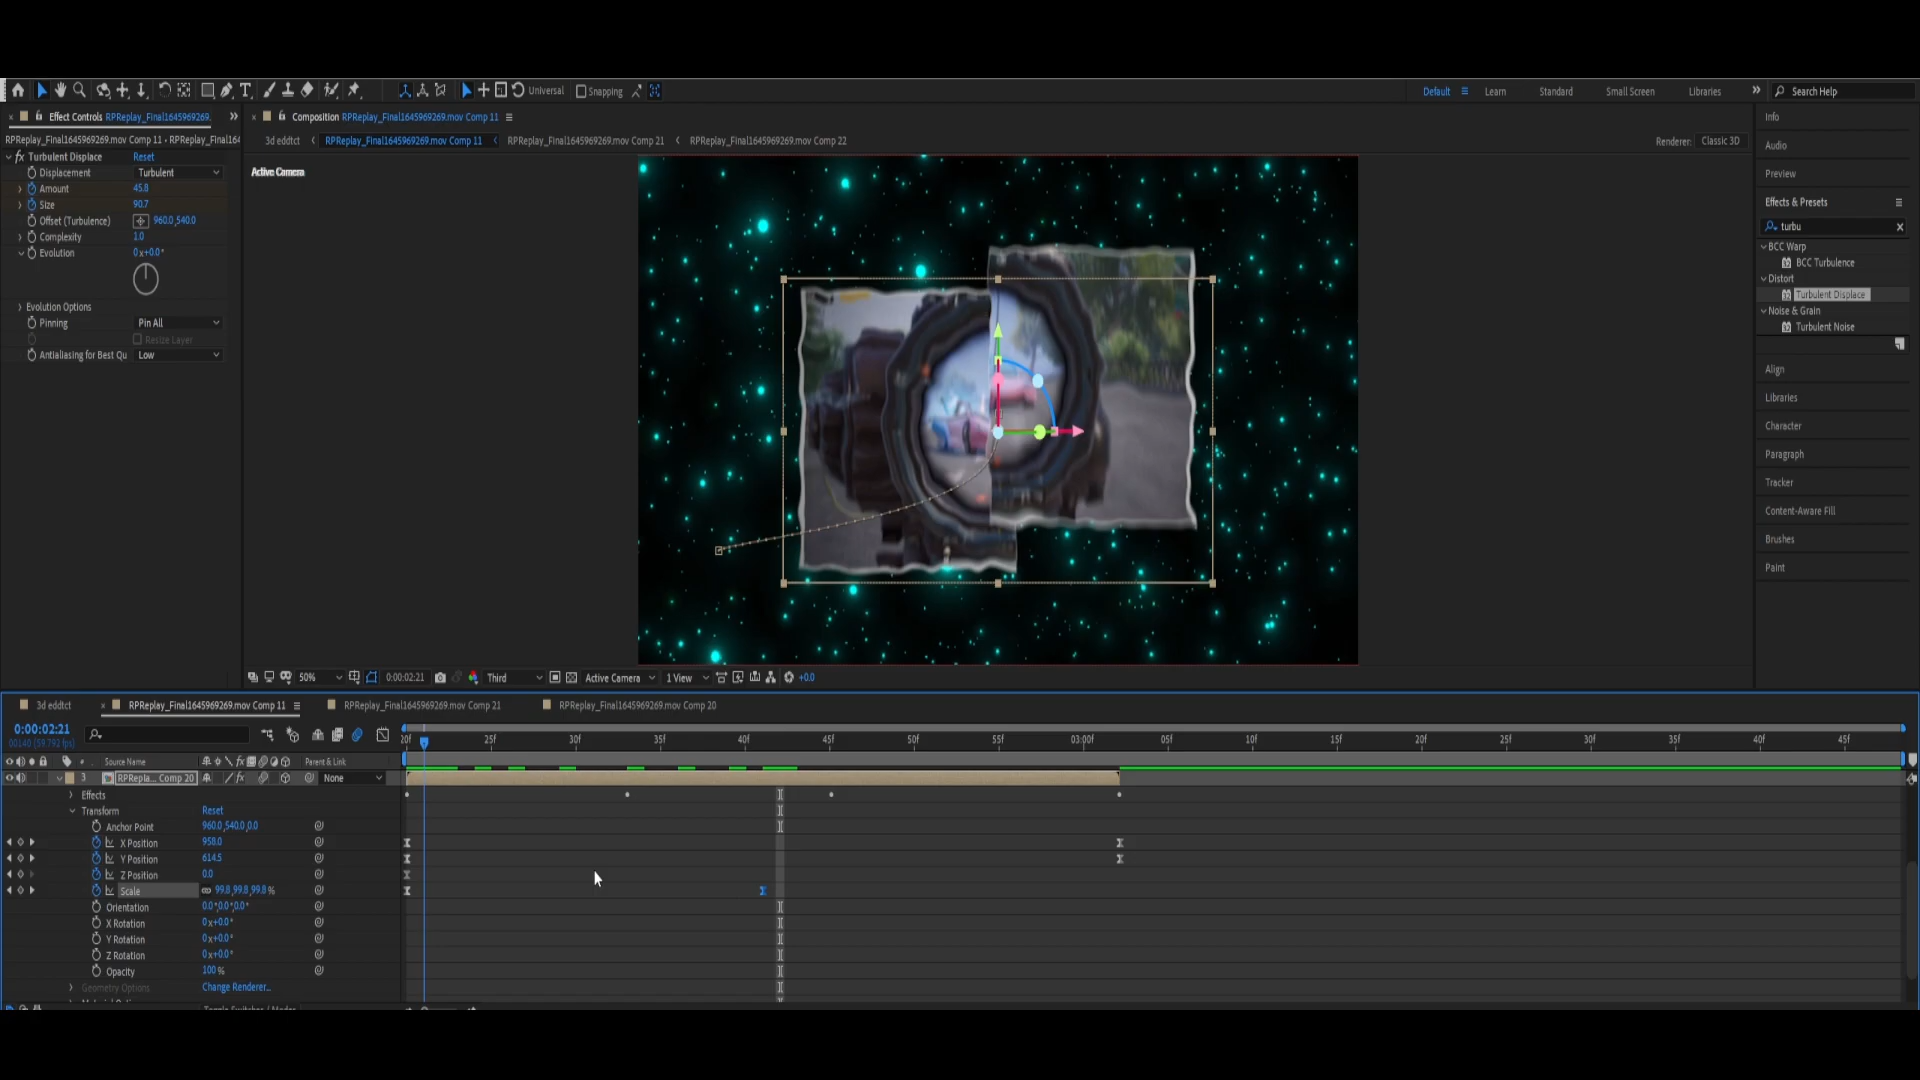 Universal Snapping Default Learn Standard Small Screen Libraries Search Help
Effect Controls RPReplay_Final1645969269.
RPReplay_Final1645969269.mov Comp 11 • RPReplay_Final164
Turbulent Displace Reset
Displacement Turbulent
Amount 45.8
Size 90.7
Offset (Turbulence) 960.0,540.0
Complexity 1.0
Evolution 0x+0.0°
Evolution Options
Pinning Pin All
Resize Layer
Antialiasing for Best Qu Low
Composition RPReplay_Final1645969269.mov Comp 11
3d eddtct RPReplay_Final1645969269.mov Comp 11 RPReplay_Final1645969269.mov Comp 21 RPReplay_Final1645969269.mov Comp 22 Renderer: Classic 3D
Active Camera
50% 0:00:02:21 Third Active Camera 1 View +0.0
Info
Audio
Preview
Effects & Presets
turbu
BCC Warp
BCC Turbulence
Distort
Turbulent Displace
Noise & Grain
Turbulent Noise
Align
Libraries
Character
Paragraph
Tracker
Content-Aware Fill
Brushes
Paint
3d eddtct RPReplay_Final1645969269.mov Comp 11 RPReplay_Final1645969269.mov Comp 21 RPReplay_Final1645969269.mov Comp 20
0:00:02:21
00140 (59.792 fps)
20f 25f 30f 35f 40f 45f 50f 55f 03:00f 05f 10f 15f 20f 25f 30f 35f 40f 45f
# Source Name Parent & Link
3 RPRepla... Comp 20 None
Effects
Transform Reset
Anchor Point 960.0,540.0,0.0
X Position 958.0
Y Position 614.5
Z Position 0.0
Scale 99.8,99.8,99.8 %
Orientation 0.0°,0.0°,0.0°
X Rotation 0x+0.0°
Y Rotation 0x+0.0°
Z Rotation 0x+0.0°
Opacity 100 %
Geometry Options Change Renderer...